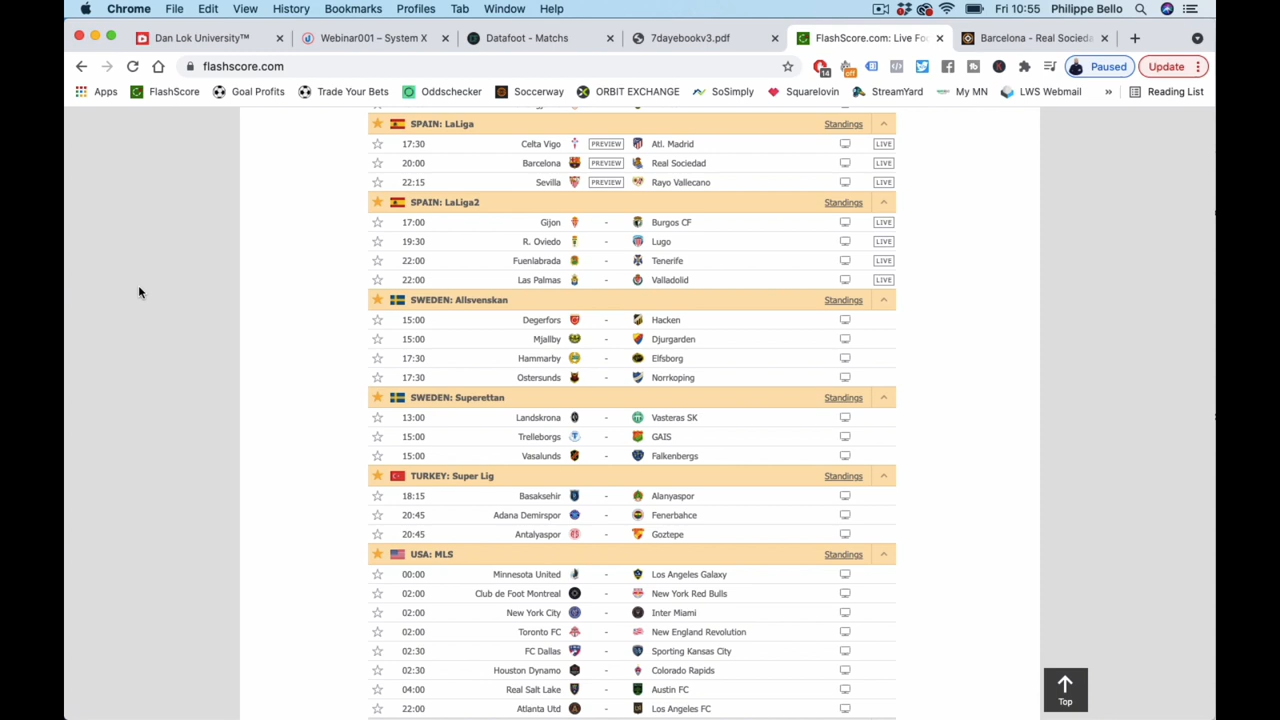 Chrome File Edit View History Bookmarks Profiles Tab Window Help Fri 10:55 Philippe Bello
Dan Lok University™ Webinar001 – System X Datafoot - Matchs 7dayebookv3.pdf FlashScore.com: Live Fo Barcelona - Real Socieda
flashscore.com 14 off Paused Update
Apps FlashScore Goal Profits Trade Your Bets Oddschecker Soccerway ORBIT EXCHANGE SoSimply Squarelovin StreamYard My MN LWS Webmail » Reading List
SPAIN: LaLiga Standings
17:30 Celta Vigo PREVIEW Atl. Madrid LIVE
20:00 Barcelona PREVIEW Real Sociedad LIVE
22:15 Sevilla PREVIEW Rayo Vallecano LIVE
SPAIN: LaLiga2 Standings
17:00 Gijon - Burgos CF LIVE
19:30 R. Oviedo - Lugo LIVE
22:00 Fuenlabrada - Tenerife LIVE
22:00 Las Palmas - Valladolid LIVE
SWEDEN: Allsvenskan Standings
15:00 Degerfors - Hacken
15:00 Mjallby - Djurgarden
17:30 Hammarby - Elfsborg
17:30 Ostersunds - Norrkoping
SWEDEN: Superettan Standings
13:00 Landskrona - Vasteras SK
15:00 Trelleborgs - GAIS
15:00 Vasalunds - Falkenbergs
TURKEY: Super Lig Standings
18:15 Basaksehir - Alanyaspor
20:45 Adana Demirspor - Fenerbahce
20:45 Antalyaspor - Goztepe
USA: MLS Standings
00:00 Minnesota United - Los Angeles Galaxy
02:00 Club de Foot Montreal - New York Red Bulls
02:00 New York City - Inter Miami
02:00 Toronto FC - New England Revolution
02:30 FC Dallas - Sporting Kansas City
02:30 Houston Dynamo - Colorado Rapids
04:00 Real Salt Lake - Austin FC
22:00 Atlanta Utd - Los Angeles FC
Top